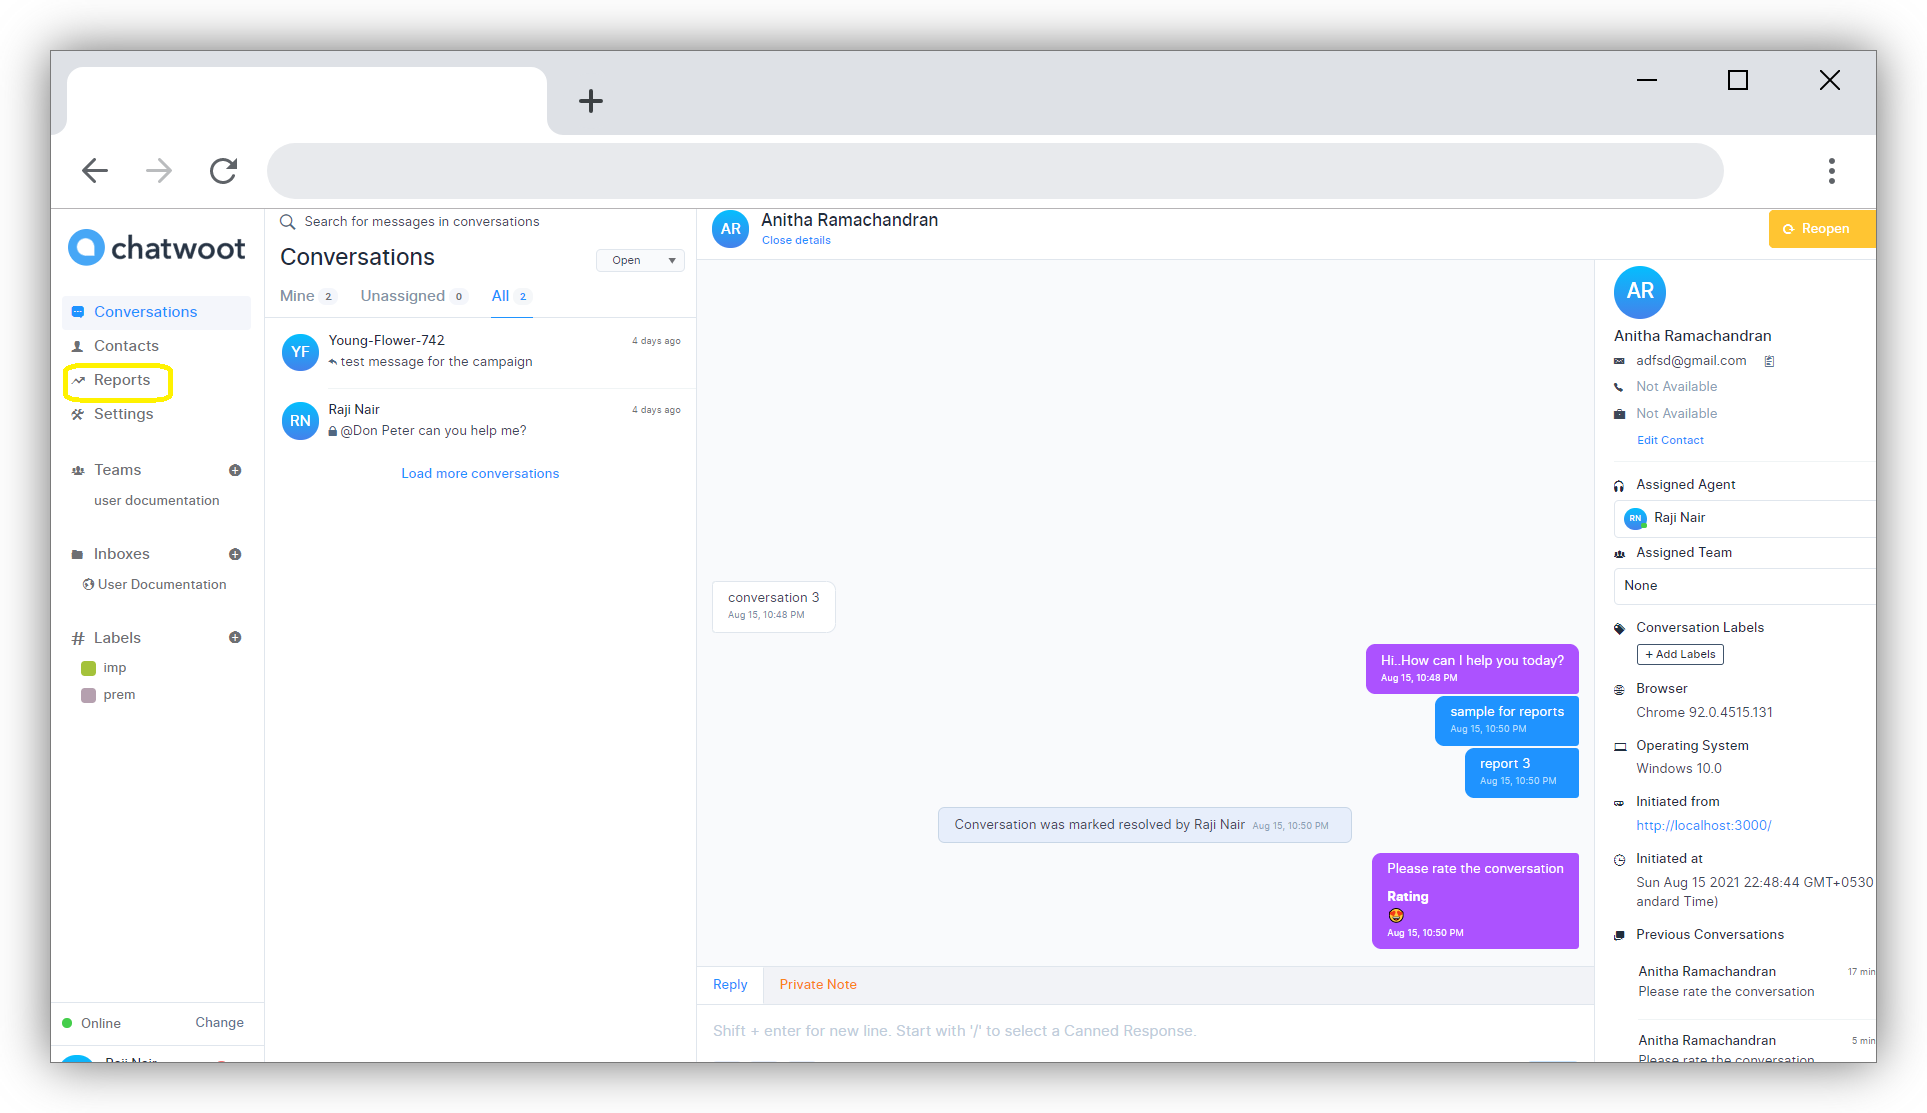 chatwoot
Conversations
Contacts
Reports
Settings
Teams
user documentation
Inboxes
User Documentation
Labels
imp
prem
Online Change
Raji Nair
Search for messages in conversations
Conversations
Open
Mine 2 Unassigned 0 All 2
Young-Flower-742 4 days ago
test message for the campaign
Raji Nair 4 days ago
@Don Peter can you help me?
Load more conversations
AR
Anitha Ramachandran
Close details
Reopen
YF
RN
conversation 3
Aug 15, 10:48 PM
Hi..How can I help you today?
Aug 15, 10:48 PM
sample for reports
Aug 15, 10:50 PM
report 3
Aug 15, 10:50 PM
Conversation was marked resolved by Raji Nair Aug 15, 10:50 PM
Please rate the conversation
Rating
Aug 15, 10:50 PM
Reply Private Note
Shift + enter for new line. Start with '/' to select a Canned Response.
AR
Anitha Ramachandran
adfsd@gmail.com
Not Available
Not Available
Edit Contact
Assigned Agent
RN Raji Nair
Assigned Team
None
Conversation Labels
+ Add Labels
Browser
Chrome 92.0.4515.131
Operating System
Windows 10.0
Initiated from
http://localhost:3000/
Initiated at
Sun Aug 15 2021 22:48:44 GMT+0530
andard Time)
Previous Conversations
Anitha Ramachandran 17 min
Please rate the conversation
Anitha Ramachandran 5 min
Please rate the conversation